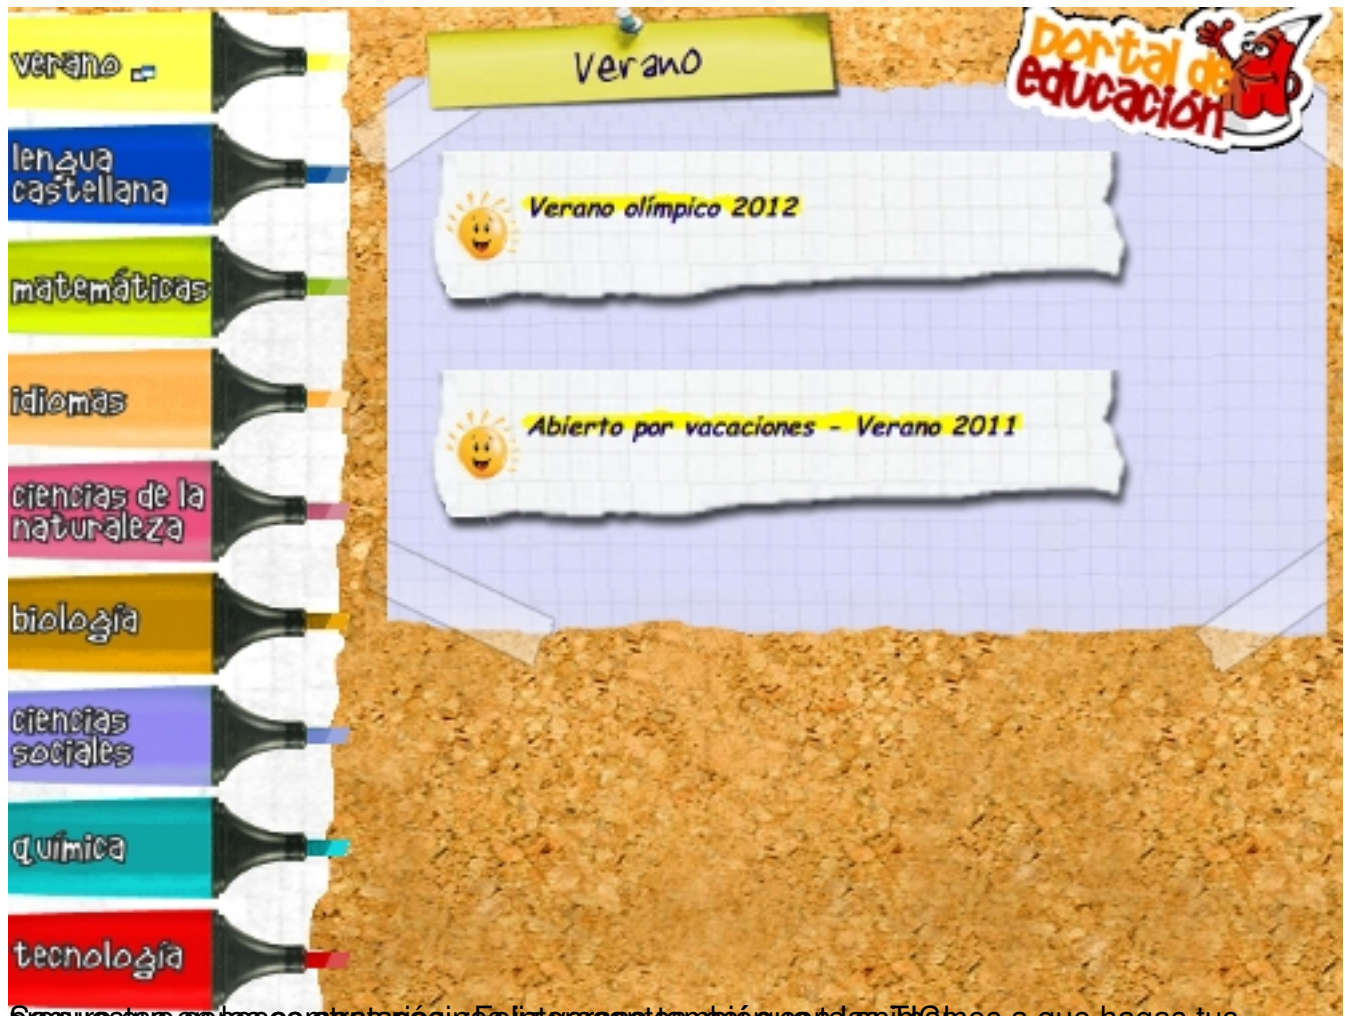 verano
lengua
castellana
matemáticas
idiomas
ciencias de la
naturaleza
biología
ciencias
sociales
química
tecnología
Verano
portal de
educación
Verano olímpico 2012
Abierto por vacaciones - Verano 2011